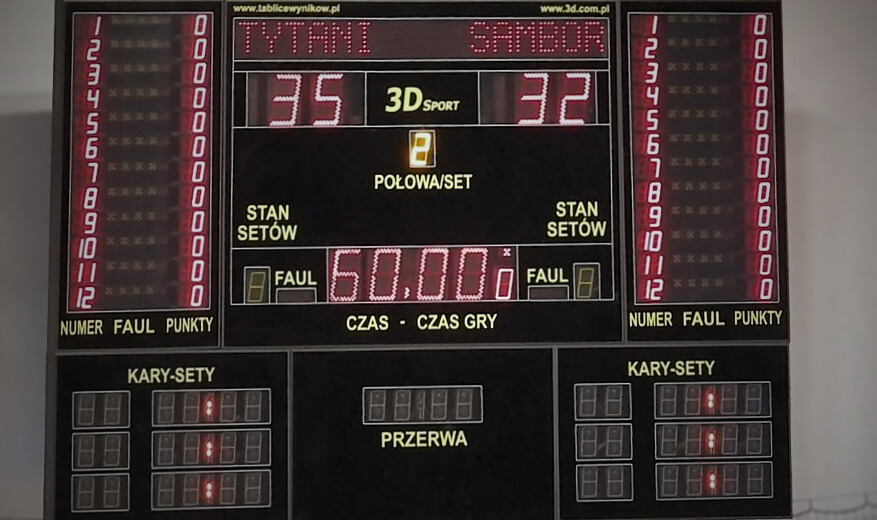 www.tablicewynikow.pl www.3d.com.pl
TYTANI SAMBOR
35 3D SPORT 32
2
POŁOWA/SET
STAN SETÓW
STAN SETÓW
FAUL 60:00 0 FAUL
CZAS - CZAS GRY
1 0
2 0
3 0
4 0
5 0
6 0
7 0
8 0
9 0
10 0
11 0
12 0
NUMER FAUL PUNKTY
1 0
2 0
3 0
4 0
5 0
6 0
7 0
8 0
9 0
10 0
11 0
12 0
NUMER FAUL PUNKTY
KARY-SETY
PRZERWA
KARY-SETY